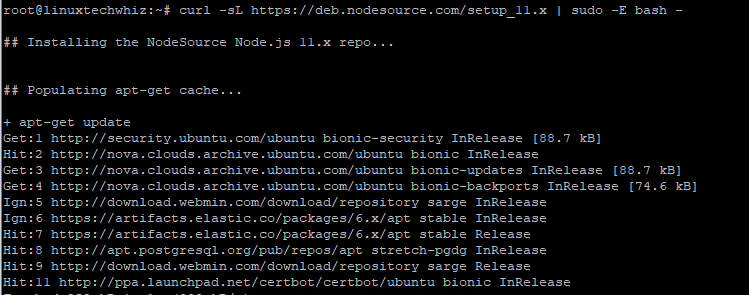 root@linuxtechwhiz:~# curl -sL https://deb.nodesource.com/setup_11.x | sudo -E bash -
## Installing the NodeSource Node.js 11.x repo...
## Populating apt-get cache...
+ apt-get update
Get:1 http://security.ubuntu.com/ubuntu bionic-security InRelease [88.7 kB]
Hit:2 http://nova.clouds.archive.ubuntu.com/ubuntu bionic InRelease
Get:3 http://nova.clouds.archive.ubuntu.com/ubuntu bionic-updates InRelease [88.7 kB]
Get:4 http://nova.clouds.archive.ubuntu.com/ubuntu bionic-backports InRelease [74.6 kB]
Ign:5 http://download.webmin.com/download/repository sarge InRelease
Ign:6 https://artifacts.elastic.co/packages/6.x/apt stable InRelease
Hit:7 https://artifacts.elastic.co/packages/6.x/apt stable Release
Hit:8 http://apt.postgresql.org/pub/repos/apt stretch-pgdg InRelease
Hit:9 http://download.webmin.com/download/repository sarge Release
Hit:11 http://ppa.launchpad.net/certbot/certbot/ubuntu bionic InRelease